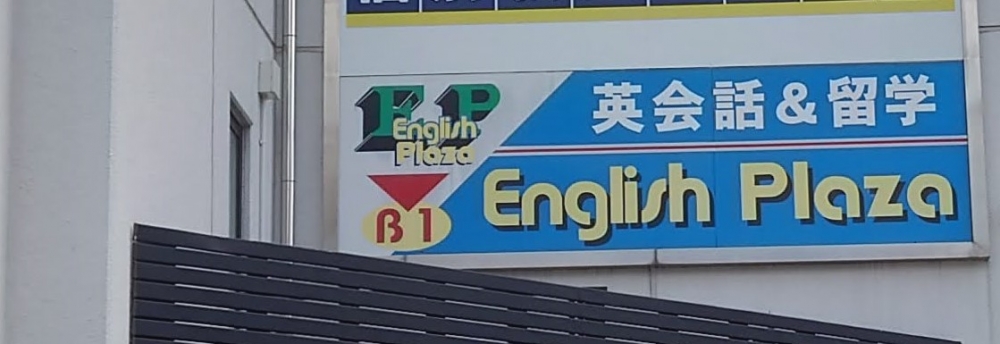 EP
English
Plaza
B1
英会話&留学
English Plaza